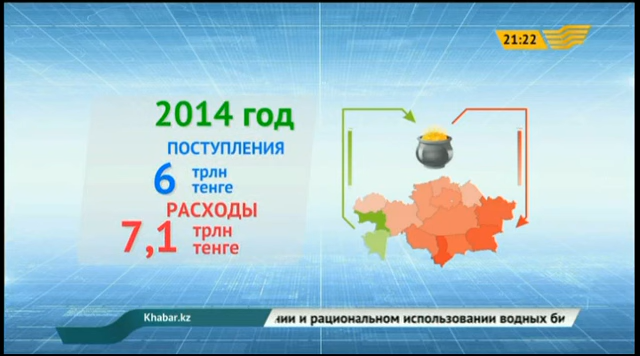 21:22
2014 год
ПОСТУПЛЕНИЯ
6 трлн
тенге
РАСХОДЫ
7,1 трлн
тенге
Khabar.kz
нии и рациональном использовании водных би